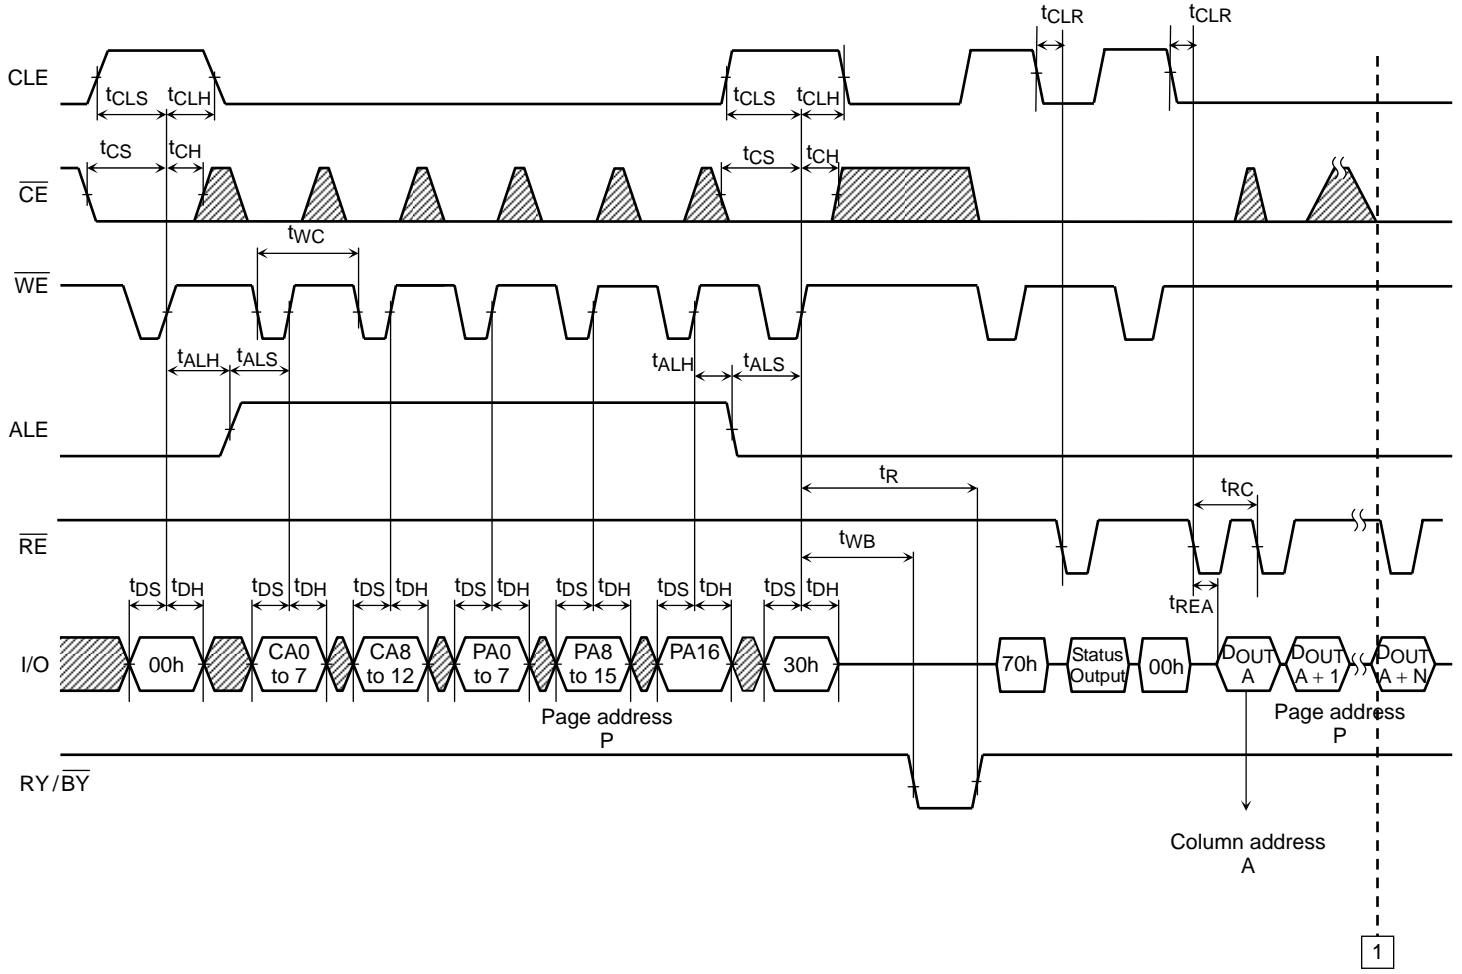 tCLR tCLR
CLE
tCLS tCLH tCLS tCLH
tCS tCH tCS tCH
CE
tWC
WE
tALH tALS tALH tALS
ALE
tR
tRC
RE
tWB
tDS tDH tDS tDH tDS tDH tDS tDH tDS tDH tDS tDH tDS tDH
tREA
I/O
00h
CA0
to 7
CA8
to 12
PA0
to 7
PA8
to 15
PA16
30h
70h
Status
Output
00h
DOUT
A
DOUT
A + 1
DOUT
A + N
Page address
P
Page address
P
RY/BY
Column address
A
1